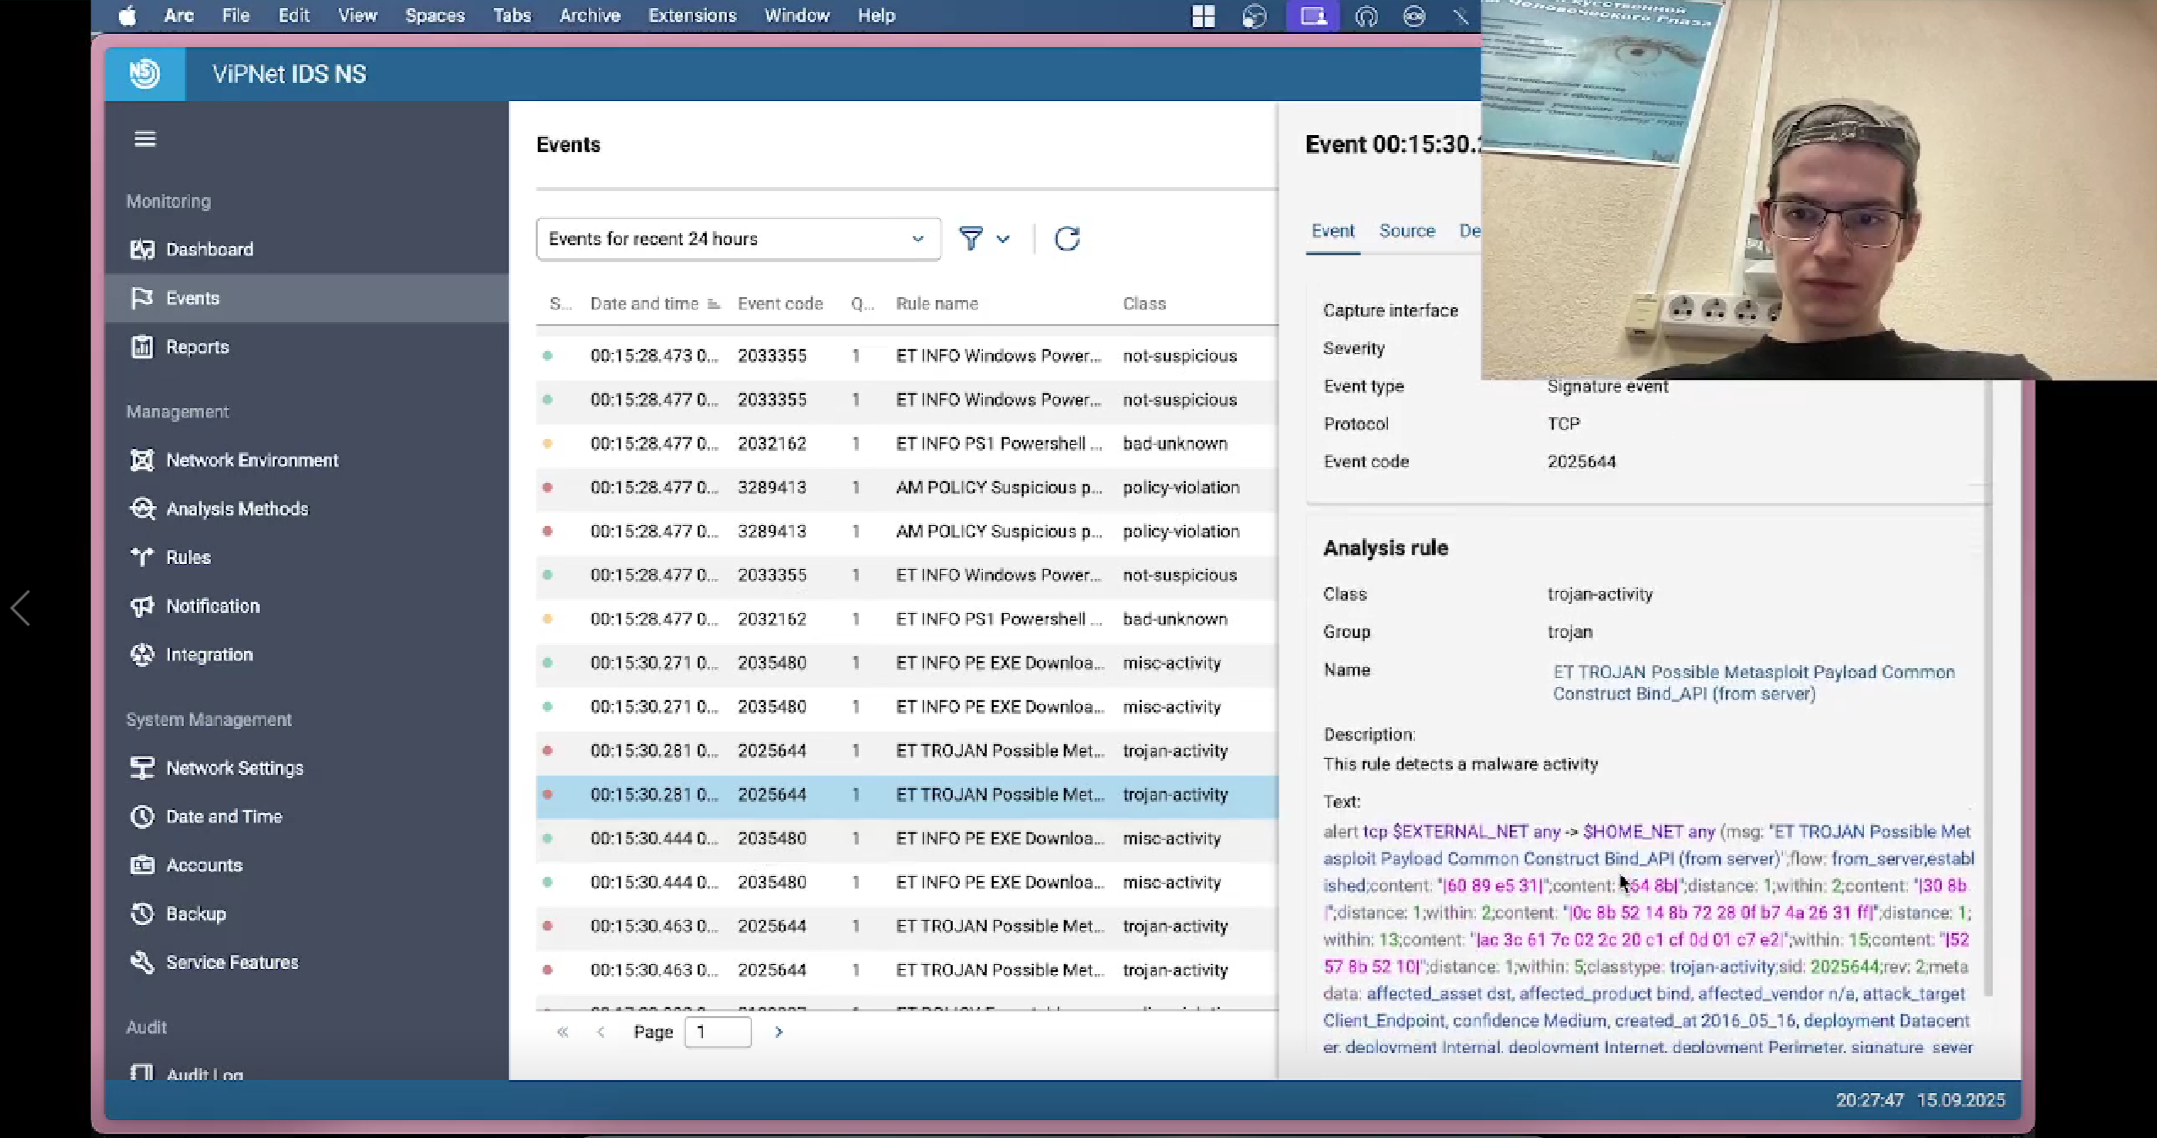 Arc File Edit View Spaces Tabs Archive Extensions Window Help
NS ViPNet IDS NS
Monitoring
Dashboard
Events
Reports
Management
Network Environment
Analysis Methods
Rules
Notification
Integration
System Management
Network Settings
Date and Time
Accounts
Backup
Service Features
Audit
Audit Log
Events
Events for recent 24 hours
S... Date and time Event code Q... Rule name Class
00:15:28.473 0... 2033355 1 ET INFO Windows Power... not-suspicious
00:15:28.477 0... 2033355 1 ET INFO Windows Power... not-suspicious
00:15:28.477 0... 2032162 1 ET INFO PS1 Powershell ... bad-unknown
00:15:28.477 0... 3289413 1 AM POLICY Suspicious p... policy-violation
00:15:28.477 0... 3289413 1 AM POLICY Suspicious p... policy-violation
00:15:28.477 0... 2033355 1 ET INFO Windows Power... not-suspicious
00:15:28.477 0... 2032162 1 ET INFO PS1 Powershell ... bad-unknown
00:15:30.271 0... 2035480 1 ET INFO PE EXE Downloa... misc-activity
00:15:30.271 0... 2035480 1 ET INFO PE EXE Downloa... misc-activity
00:15:30.281 0... 2025644 1 ET TROJAN Possible Met... trojan-activity
00:15:30.281 0... 2025644 1 ET TROJAN Possible Met... trojan-activity
00:15:30.444 0... 2035480 1 ET INFO PE EXE Downloa... misc-activity
00:15:30.444 0... 2035480 1 ET INFO PE EXE Downloa... misc-activity
00:15:30.463 0... 2025644 1 ET TROJAN Possible Met... trojan-activity
00:15:30.463 0... 2025644 1 ET TROJAN Possible Met... trojan-activity
Page 1
Event 00:15:30.
Event Source De
Capture interface
Severity
Event type Signature event
Protocol TCP
Event code 2025644
Analysis rule
Class trojan-activity
Group trojan
Name ET TROJAN Possible Metasploit Payload Common
Construct Bind_API (from server)
Description:
This rule detects a malware activity
Text:
alert tcp $EXTERNAL_NET any -> $HOME_NET any (msg: "ET TROJAN Possible Met
asploit Payload Common Construct Bind_API (from server)";flow: from_server,establ
ished;content: "|60 89 e5 31|";content: "|64 8b|";distance: 1;within: 2;content: "|30 8b
|";distance: 1;within: 2;content: "|0c 8b 52 14 8b 72 28 0f b7 4a 26 31 ff|";distance: 1;
within: 13;content: "|ac 3c 61 7c 02 2c 20 c1 cf 0d 01 c7 e2|";within: 15;content: "|52
57 8b 52 10|";distance: 1;within: 5;classtype: trojan-activity;sid: 2025644;rev: 2;meta
data: affected_asset dst, affected_product bind, affected_vendor n/a, attack_target
Client_Endpoint, confidence Medium, created_at 2016_05_16, deployment Datacent
er, deployment Internal, deployment Internet, deployment Perimeter, signature_sever
Человеческого Глаза
20:27:47 15.09.2025